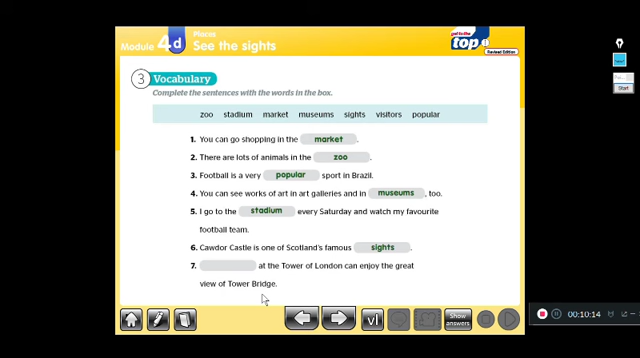 Module 4d
Places
See the sights
get to the
top
Revised Edition
3 Vocabulary
Complete the sentences with the words in the box.
zoo stadium market museums sights visitors popular
1. You can go shopping in the market .
2. There are lots of animals in the zoo .
3. Football is a very popular sport in Brazil.
4. You can see works of art in art galleries and in museums , too.
5. I go to the stadium every Saturday and watch my favourite
football team.
6. Cawdor Castle is one of Scotland's famous sights .
7. at the Tower of London can enjoy the great
view of Tower Bridge.
Start
vl
Show
answers
00:10:14